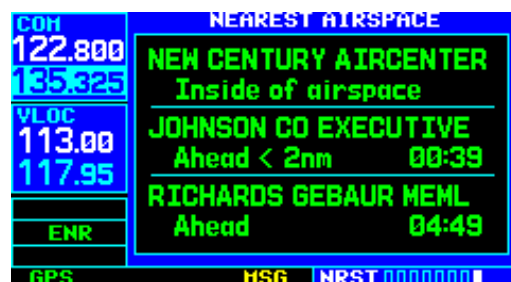 COM
122.800
135.325
VLOC
113.00
117.95
ENR
NEAREST AIRSPACE
NEW CENTURY AIRCENTER
Inside of airspace
JOHNSON CO EXECUTIVE
Ahead < 2nm 00:39
RICHARDS GEBAUR MEML
Ahead 04:49
GPS MSG NRST